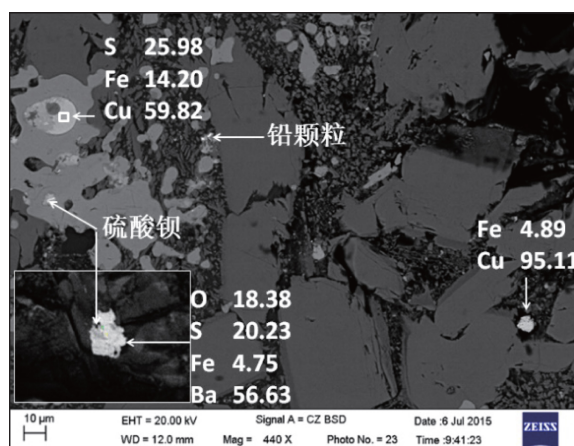 S 25.98
Fe 14.20
Cu 59.82
铅颗粒
硫酸钡
Fe 4.89
Cu 95.11
O 18.38
S 20.23
Fe 4.75
Ba 56.63
10 μm
EHT = 20.00 kV Signal A = CZ BSD Date :6 Jul 2015
WD = 12.0 mm Mag = 440 X Photo No. = 23 Time :9:41:23
ZEISS